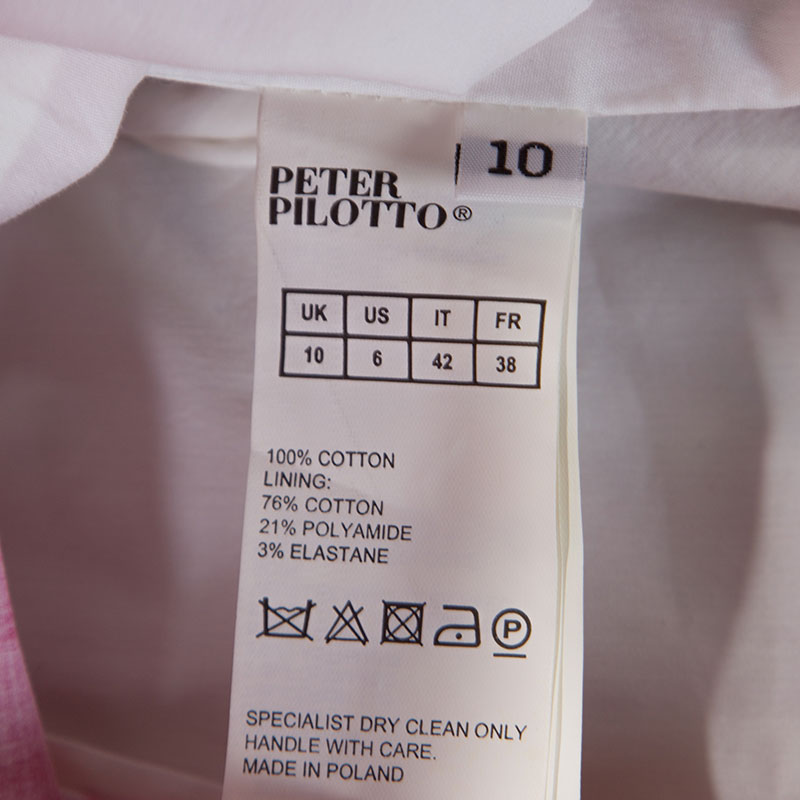 10
PETER
PILOTTO®
UK US IT FR
10 6 42 38
100% COTTON
LINING:
76% COTTON
21% POLYAMIDE
3% ELASTANE
P
SPECIALIST DRY CLEAN ONLY
HANDLE WITH CARE.
MADE IN POLAND